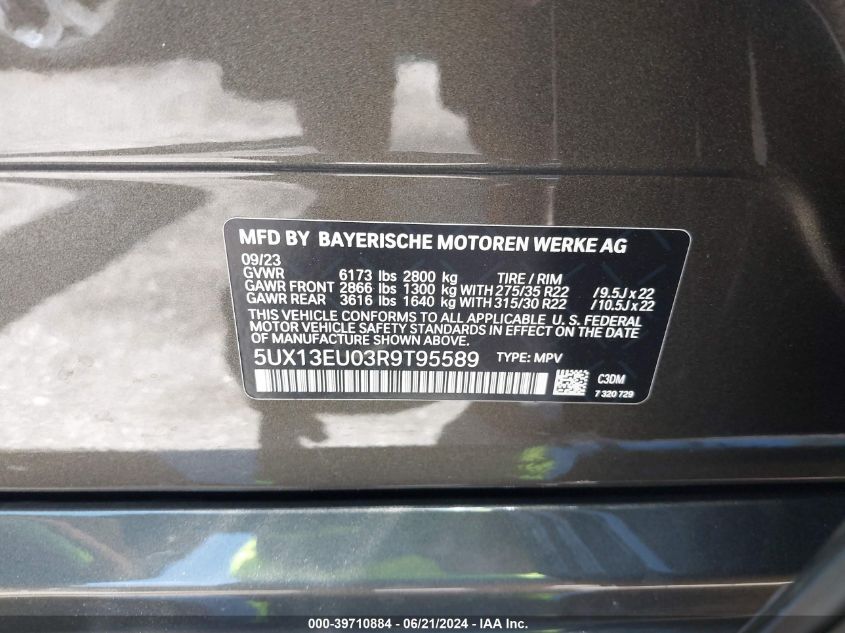 MFD BY BAYERISCHE MOTOREN WERKE AG
09/23
GVWR 6173 lbs 2800 kg TIRE / RIM
GAWR FRONT 2866 lbs 1300 kg WITH 275/35 R22 /9.5J x 22
GAWR REAR 3616 lbs 1640 kg WITH 315/30 R22 /10.5J x 22
THIS VEHICLE CONFORMS TO ALL APPLICABLE U. S. FEDERAL
MOTOR VEHICLE SAFETY STANDARDS IN EFFECT ON THE DATE
OF MANUFACTURE SHOWN ABOVE.
5UX13EU03R9T95589 TYPE: MPV
C3DM
7 320 729
000-39710884 - 06/21/2024 - IAA Inc.